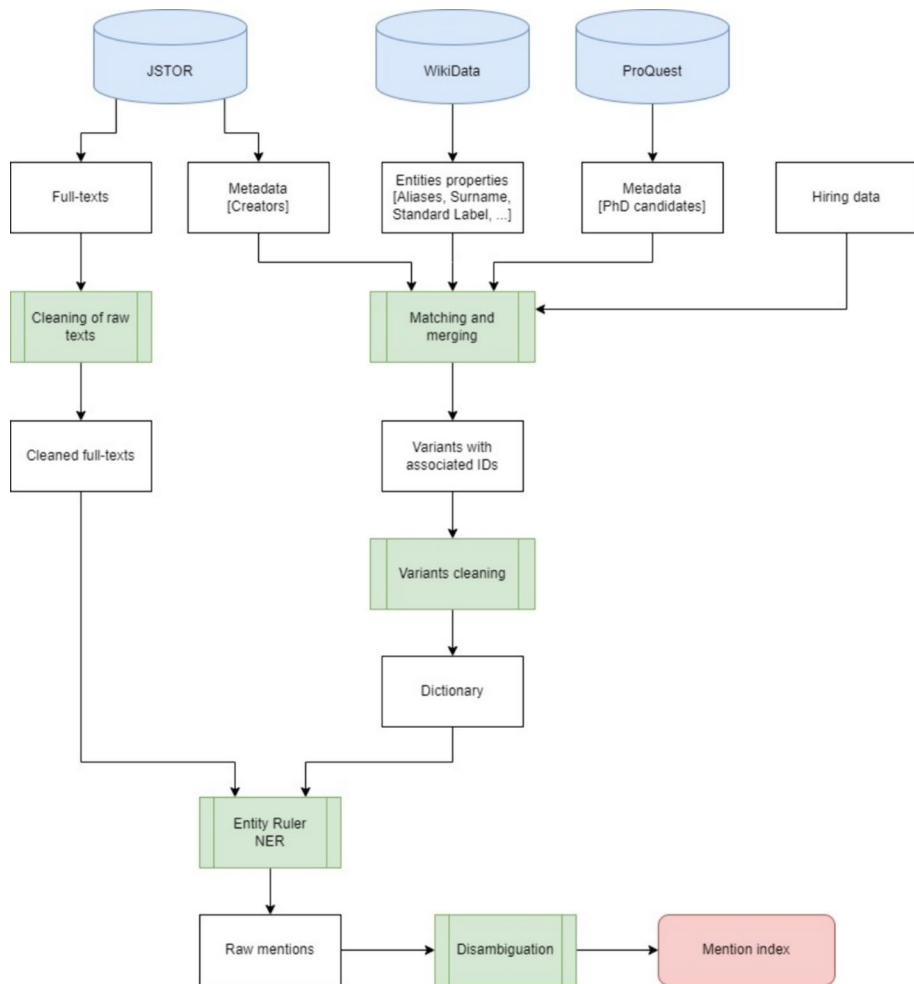 JSTOR
WikiData
ProQuest
Full-texts
Metadata
[Creators]
Entities properties
[Aliases, Surname,
Standard Label, ...]
Metadata
[PhD candidates]
Hiring data
Cleaning of raw
texts
Matching and
merging
Cleaned full-texts
Variants with
associated IDs
Variants cleaning
Dictionary
Entity Ruler
NER
Raw mentions
Disambiguation
Mention index